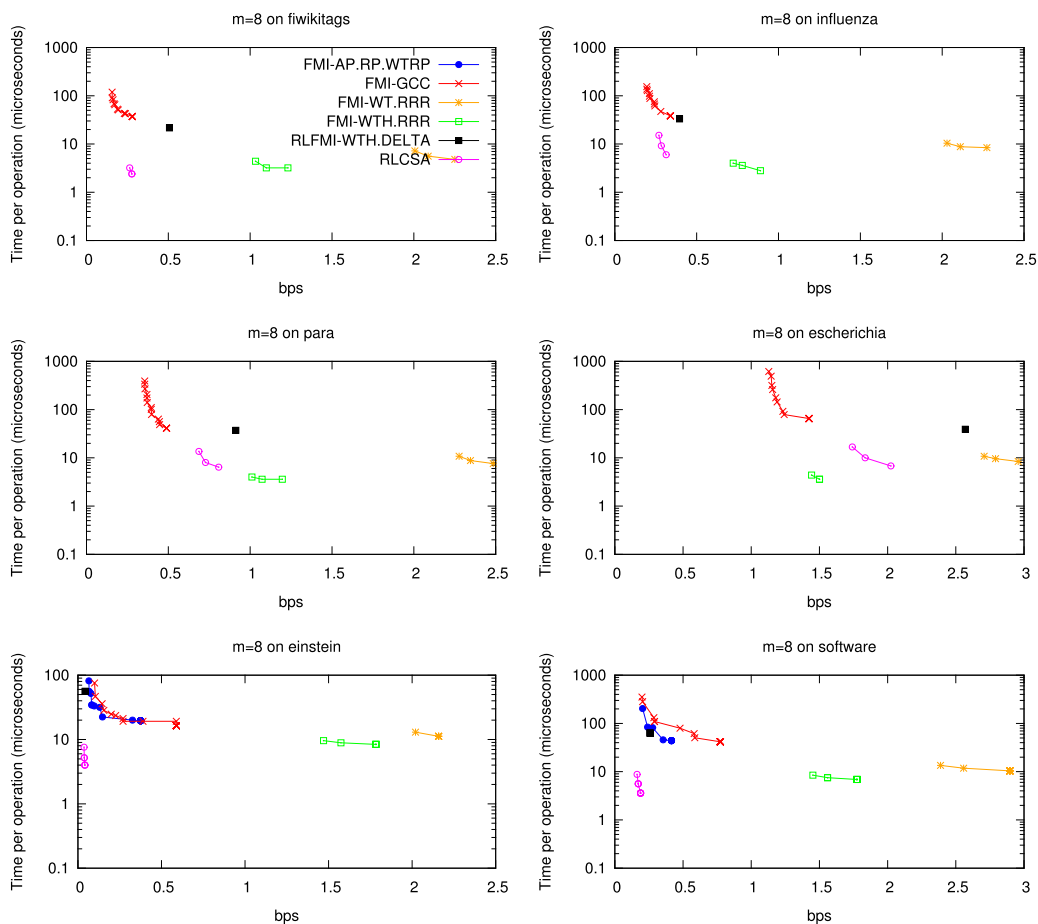 m=8 on fiwikitags
Time per operation (microseconds)
1000
100
10
1
0.1
0 0.5 1 1.5 2 2.5
bps
FMI-AP.RP.WTRP
FMI-GCC
FMI-WT.RRR
FMI-WTH.RRR
RLFMI-WTH.DELTA
RLCSA
m=8 on influenza
Time per operation (microseconds)
1000
100
10
1
0.1
0 0.5 1 1.5 2 2.5
bps
m=8 on para
Time per operation (microseconds)
1000
100
10
1
0.1
0 0.5 1 1.5 2 2.5
bps
m=8 on escherichia
Time per operation (microseconds)
1000
100
10
1
0.1
0 0.5 1 1.5 2 2.5 3
bps
m=8 on einstein
Time per operation (microseconds)
100
10
1
0.1
0 0.5 1 1.5 2 2.5
bps
m=8 on software
Time per operation (microseconds)
1000
100
10
1
0.1
0 0.5 1 1.5 2 2.5 3
bps